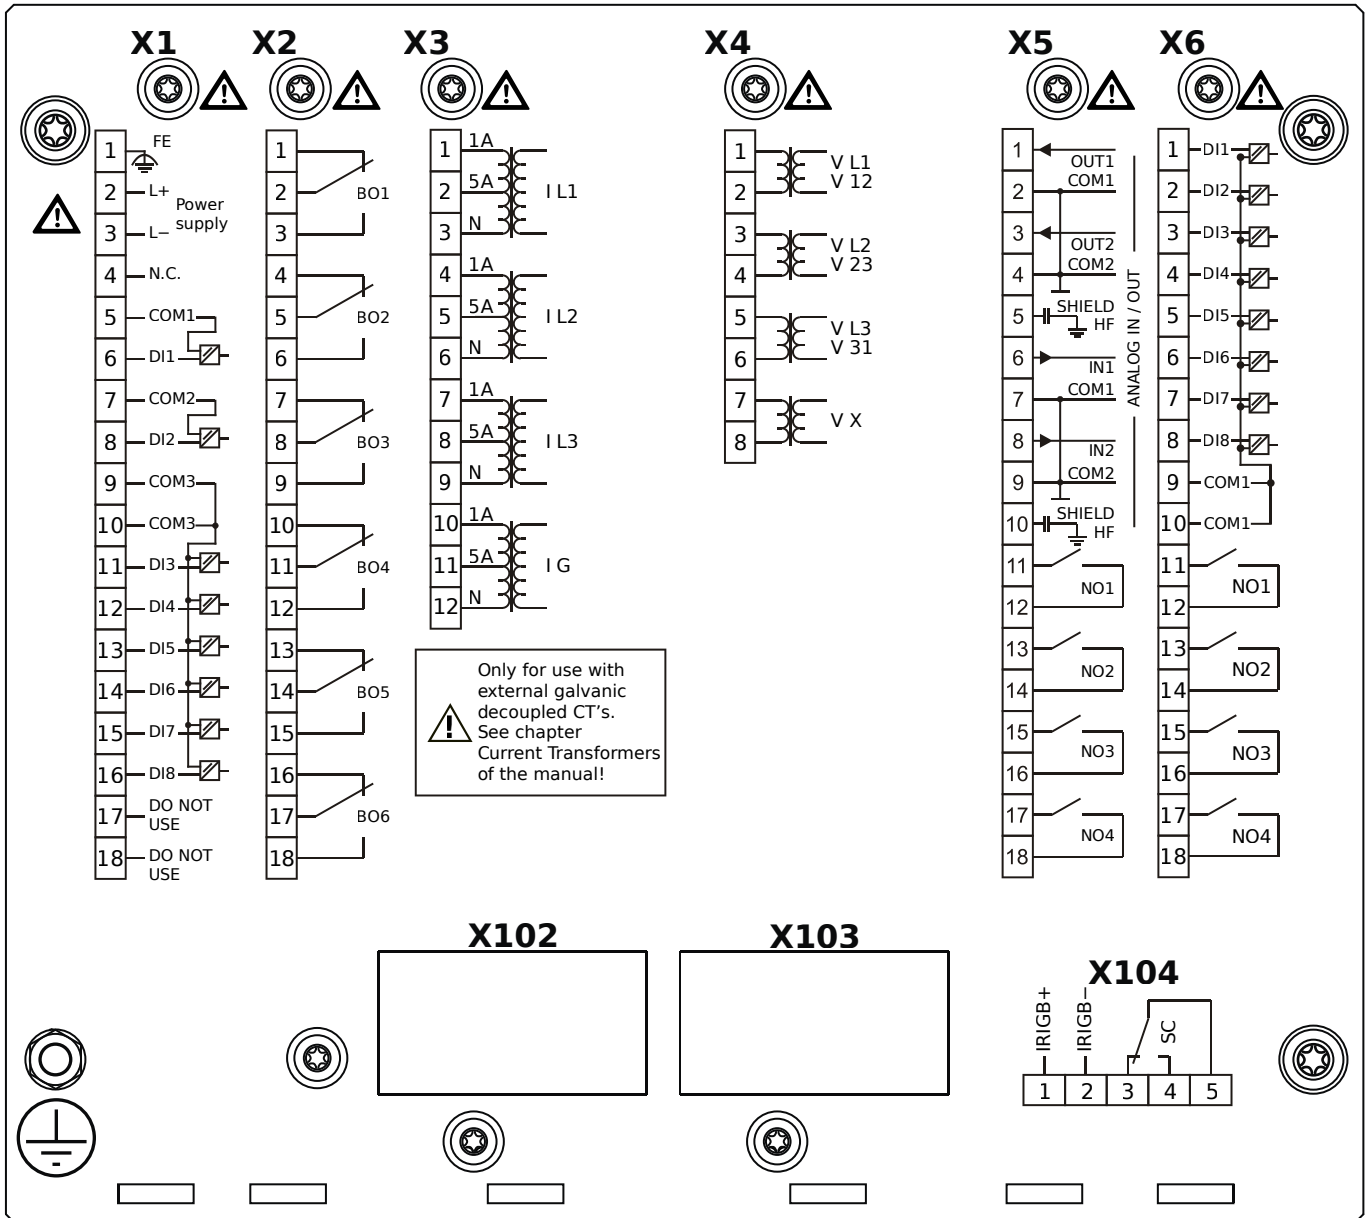 X1 X2 X3 X4 X5 X6
1 FE
2 L+
Power
supply
3 L−
4 N.C.
5 COM1
6 DI1
7 COM2
8 DI2
9 COM3
10 COM3
11 DI3
12 DI4
13 DI5
14 DI6
15 DI7
16 DI8
17 DO NOT
USE
18 DO NOT
USE
1
2 BO1
3
4
5 BO2
6
7
8 BO3
9
10
11 BO4
12
13
14 BO5
15
16
17 BO6
18
1 1A
2 5A I L1
3 N
4 1A
5 5A I L2
6 N
7 1A
8 5A I L3
9 N
10 1A
11 5A I G
12 N
Only for use with
external galvanic
decoupled CT's.
See chapter
Current Transformers
of the manual!
1 V L1
2 V 12
3 V L2
4 V 23
5 V L3
6 V 31
7 V X
8
1 OUT1
2 COM1
3 OUT2
4 COM2
5 SHIELD
HF
6 IN1
7 COM1
8 IN2
9 COM2
10 SHIELD
HF
ANALOG IN / OUT
11
NO1
12
13
NO2
14
15
NO3
16
17
NO4
18
1 DI1
2 DI2
3 DI3
4 DI4
5 DI5
6 DI6
7 DI7
8 DI8
9 COM1
10 COM1
11
NO1
12
13
NO2
14
15
NO3
16
17
NO4
18
X102
X103
X104
IRIGB+
IRIGB−
SC
1 2 3 4 5